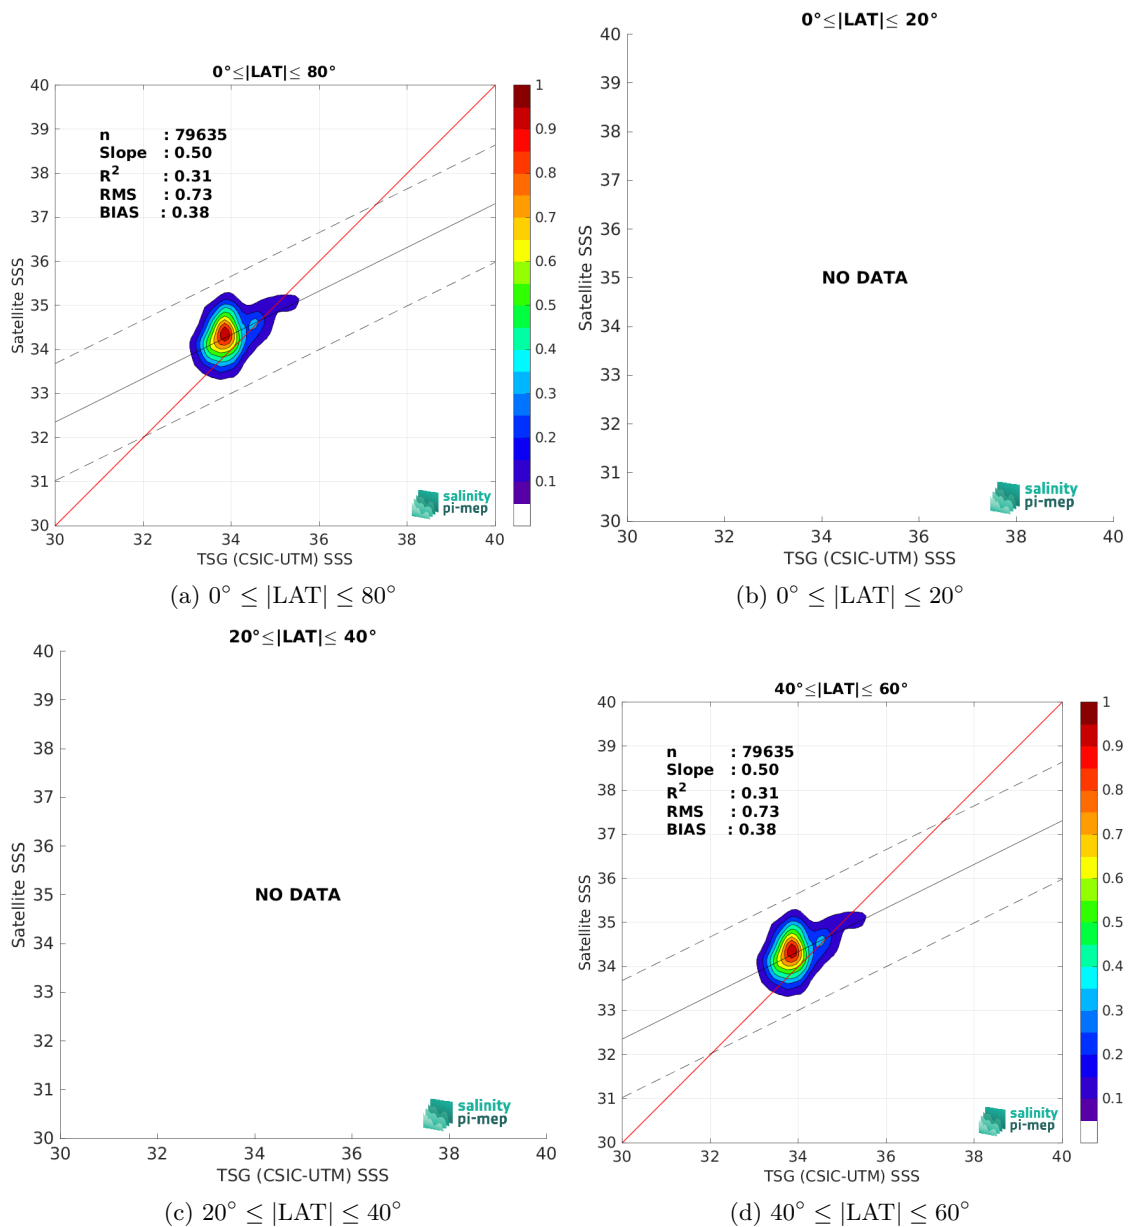 0°≤|LAT|≤ 80°
40
39
38
37
36
35
34
33
32
31
30
Satellite SSS
n : 79635
Slope : 0.50
R² : 0.31
RMS : 0.73
BIAS : 0.38
salinity
pi-mep
30 32 34 36 38 40
TSG (CSIC-UTM) SSS
1
0.9
0.8
0.7
0.6
0.5
0.4
0.3
0.2
0.1
(a) 0° ≤ |LAT| ≤ 80°
0°≤|LAT|≤ 20°
40
39
38
37
36
35
34
33
32
31
30
Satellite SSS
NO DATA
salinity
pi-mep
30 32 34 36 38 40
TSG (CSIC-UTM) SSS
(b) 0° ≤ |LAT| ≤ 20°
20°≤|LAT|≤ 40°
40
39
38
37
36
35
34
33
32
31
30
Satellite SSS
NO DATA
salinity
pi-mep
30 32 34 36 38 40
TSG (CSIC-UTM) SSS
(c) 20° ≤ |LAT| ≤ 40°
40°≤|LAT|≤ 60°
40
39
38
37
36
35
34
33
32
31
30
Satellite SSS
n : 79635
Slope : 0.50
R² : 0.31
RMS : 0.73
BIAS : 0.38
salinity
pi-mep
30 32 34 36 38 40
TSG (CSIC-UTM) SSS
1
0.9
0.8
0.7
0.6
0.5
0.4
0.3
0.2
0.1
(d) 40° ≤ |LAT| ≤ 60°